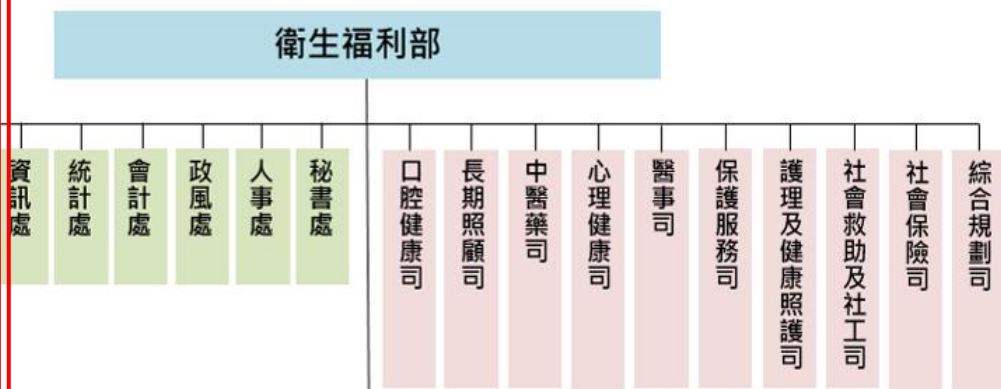 衛生福利部
資訊處
統計處
會計處
政風處
人事處
秘書處
口腔健康司
長期照顧司
中醫藥司
心理健康司
醫事司
保護服務司
護理及健康照護司
社會救助及社工司
社會保險司
綜合規劃司